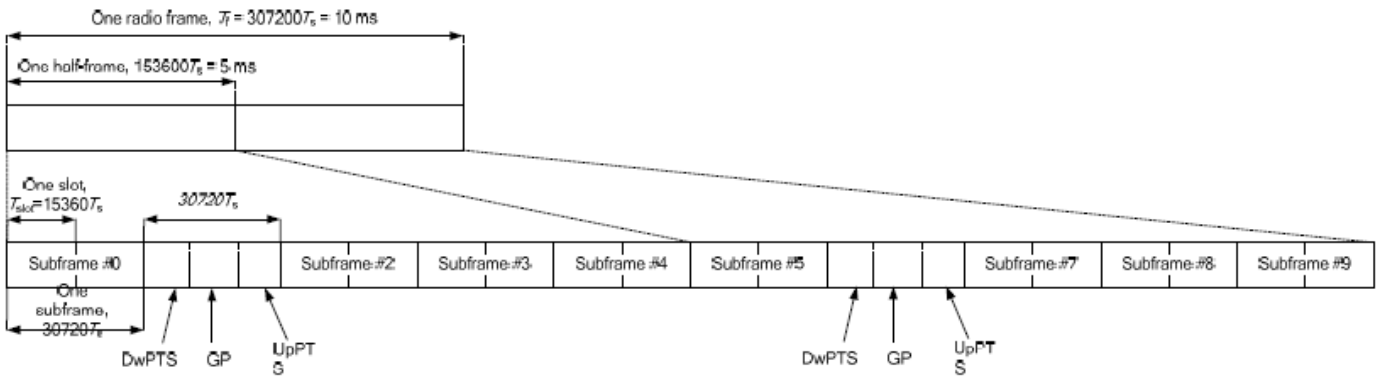 One radio frame, Tf = 307200Ts = 10 ms
One half-frame, 153600Ts = 5 ms
One slot,
Tslot=15360Ts
30720Ts
Subframe #0
Subframe #2
Subframe #3
Subframe #4
Subframe #5
Subframe #7
Subframe #8
Subframe #9
One
subframe,
30720Ts
DwPTS
GP
UpPT
S
DwPTS
GP
UpPT
S